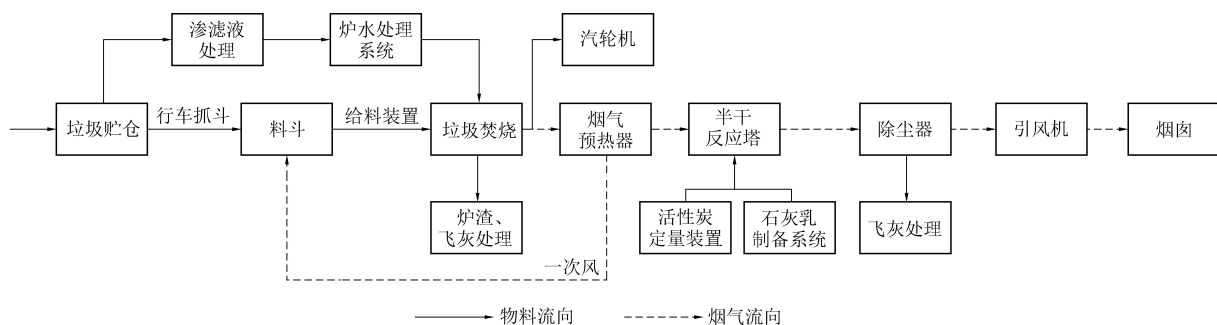 渗滤液
处理
炉水处理
系统
汽轮机
垃圾贮仓
行车抓斗
料斗
给料装置
垃圾焚烧
烟气
预热器
半干
反应塔
除尘器
引风机
烟囱
炉渣、
飞灰处理
活性炭
定量装置
石灰乳
制备系统
飞灰处理
一次风
物料流向
烟气流向